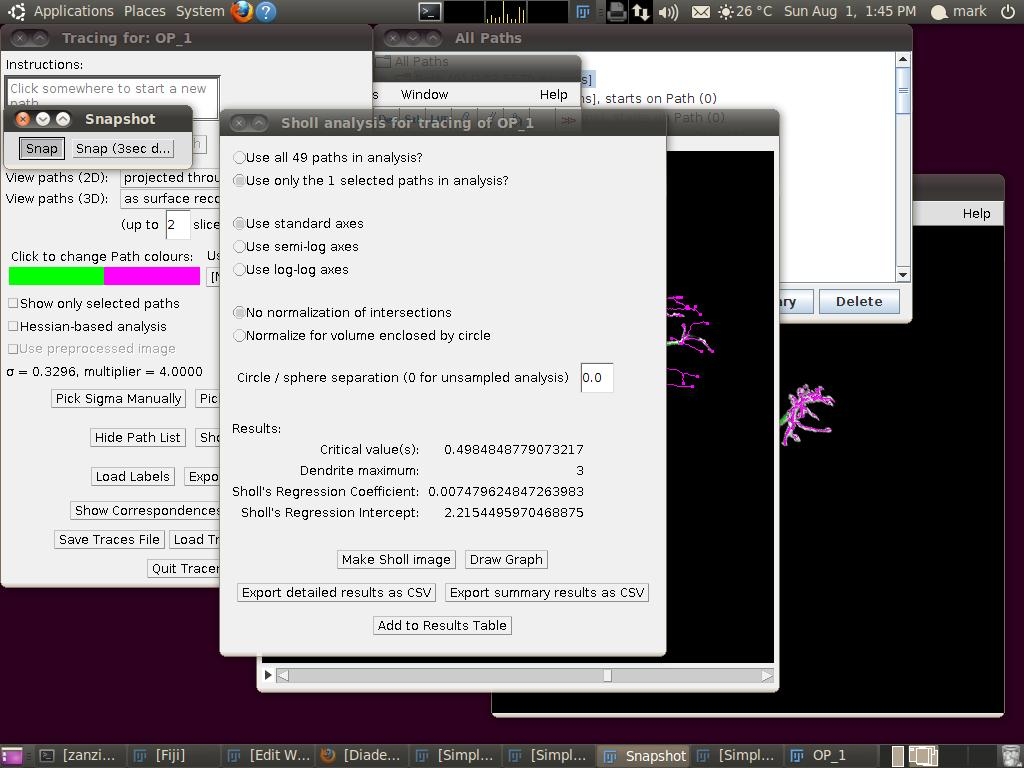 Applications Places System
26 °C Sun Aug 1, 1:45 PM mark
Tracing for: OP_1
All Paths
Instructions:
Click somewhere to start a new
path
Snapshot
Snap
Snap (3sec d...
View paths (2D):
projected throu
View paths (3D):
as surface reco
(up to 2 slice
Click to change Path colours:
Us
Show only selected paths
Hessian-based analysis
Use preprocessed image
σ = 0.3296, multiplier = 4.0000
Pick Sigma Manually
Pic
Hide Path List
Sho
Load Labels
Expo
Show Correspondences
Save Traces File
Load Tr
Quit Tracer
All Paths
s]
s], starts on Path (0)
s Window Help
Sholl analysis for tracing of OP_1
Use all 49 paths in analysis?
Use only the 1 selected paths in analysis?
Use standard axes
Use semi-log axes
Use log-log axes
No normalization of intersections
Normalize for volume enclosed by circle
Circle / sphere separation (0 for unsampled analysis) 0.0
Results:
Critical value(s): 0.4984848779073217
Dendrite maximum: 3
Sholl's Regression Coefficient: 0.007479624847263983
Sholl's Regression Intercept: 2.2154495970468875
Make Sholl image
Draw Graph
Export detailed results as CSV
Export summary results as CSV
Add to Results Table
Help
ry
Delete
[zanzi... [Fiji] [Edit W... [Diade... [Simpl... [Simpl... Snapshot [Simpl... OP_1